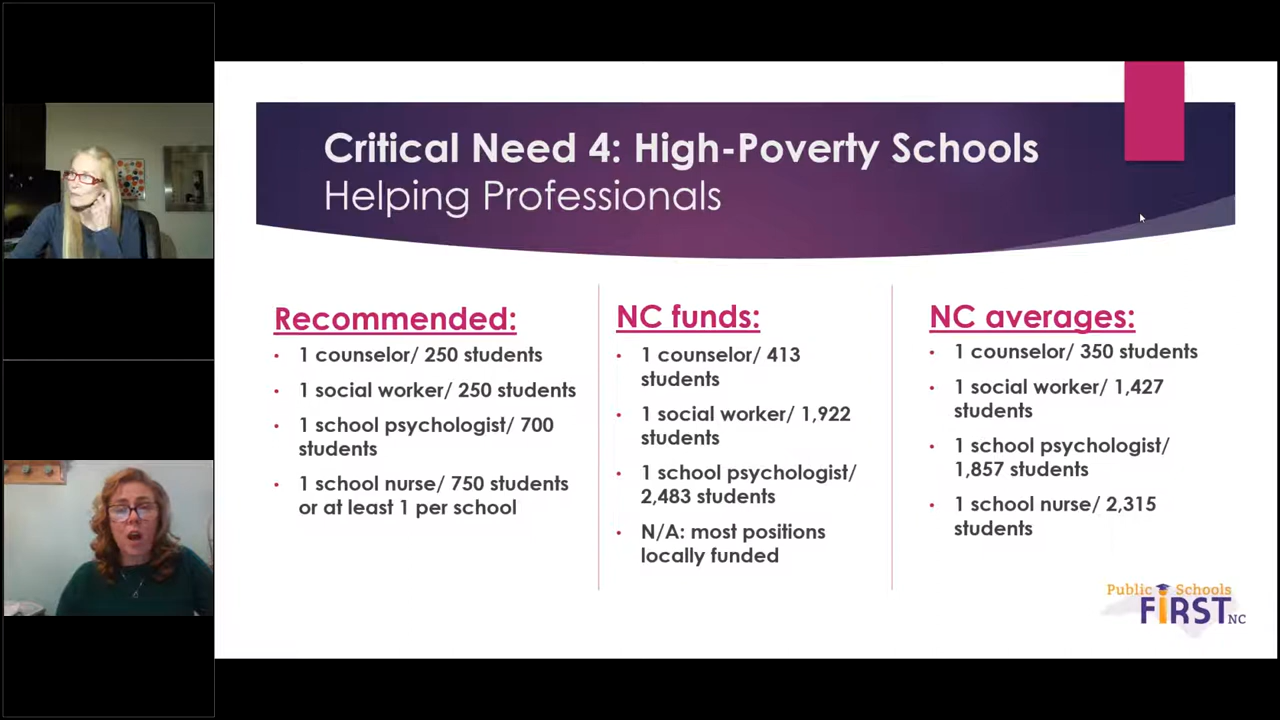 Critical Need 4: High-Poverty Schools
Helping Professionals
Recommended:
• 1 counselor/ 250 students
• 1 social worker/ 250 students
• 1 school psychologist/ 700
students
• 1 school nurse/ 750 students
or at least 1 per school
NC funds:
• 1 counselor/ 413
students
• 1 social worker/ 1,922
students
• 1 school psychologist/
2,483 students
• N/A: most positions
locally funded
NC averages:
• 1 counselor/ 350 students
• 1 social worker/ 1,427
students
• 1 school psychologist/
1,857 students
• 1 school nurse/ 2,315
students
Public Schools
FiRST NC